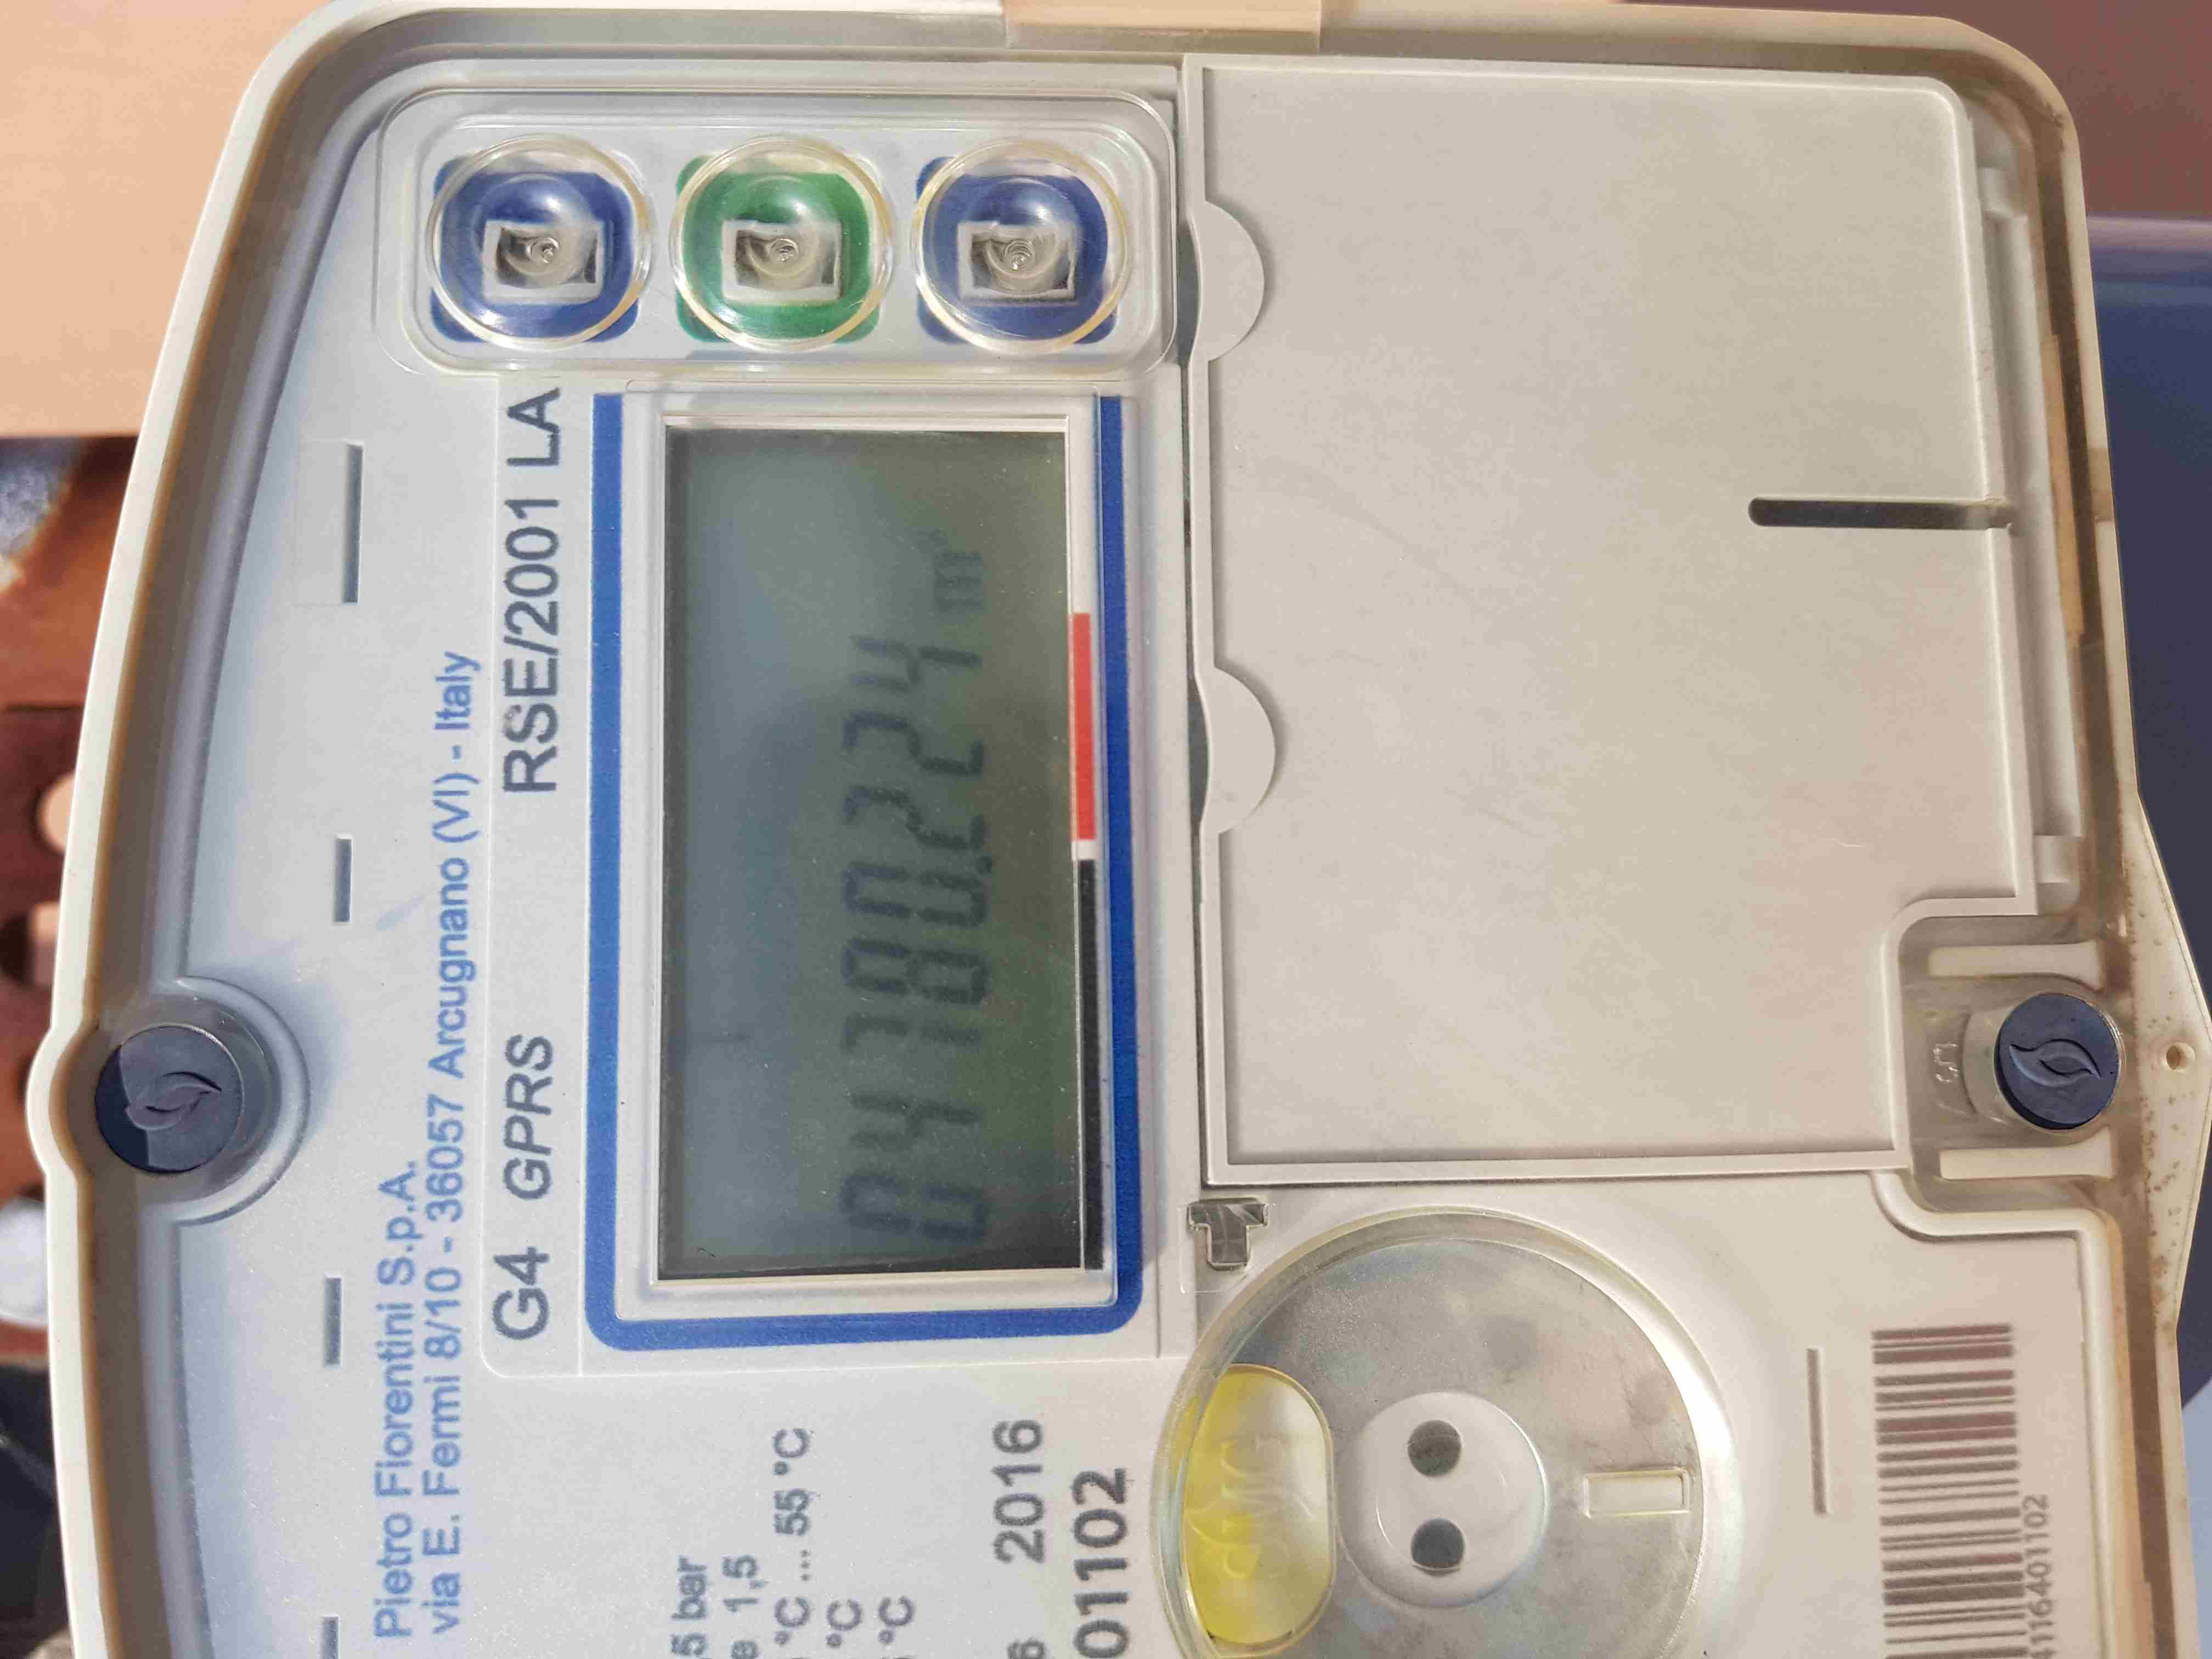 Pietro Fiorentini S.p.A.
via E. Fermi 8/10 - 36057 Arcugnano (VI) - Italy
G4 GPRS RSE/2001 LA
04780.224 m³
5 bar
1,5
°C ... 55 °C
°C
°C
2016
01102
4116401102